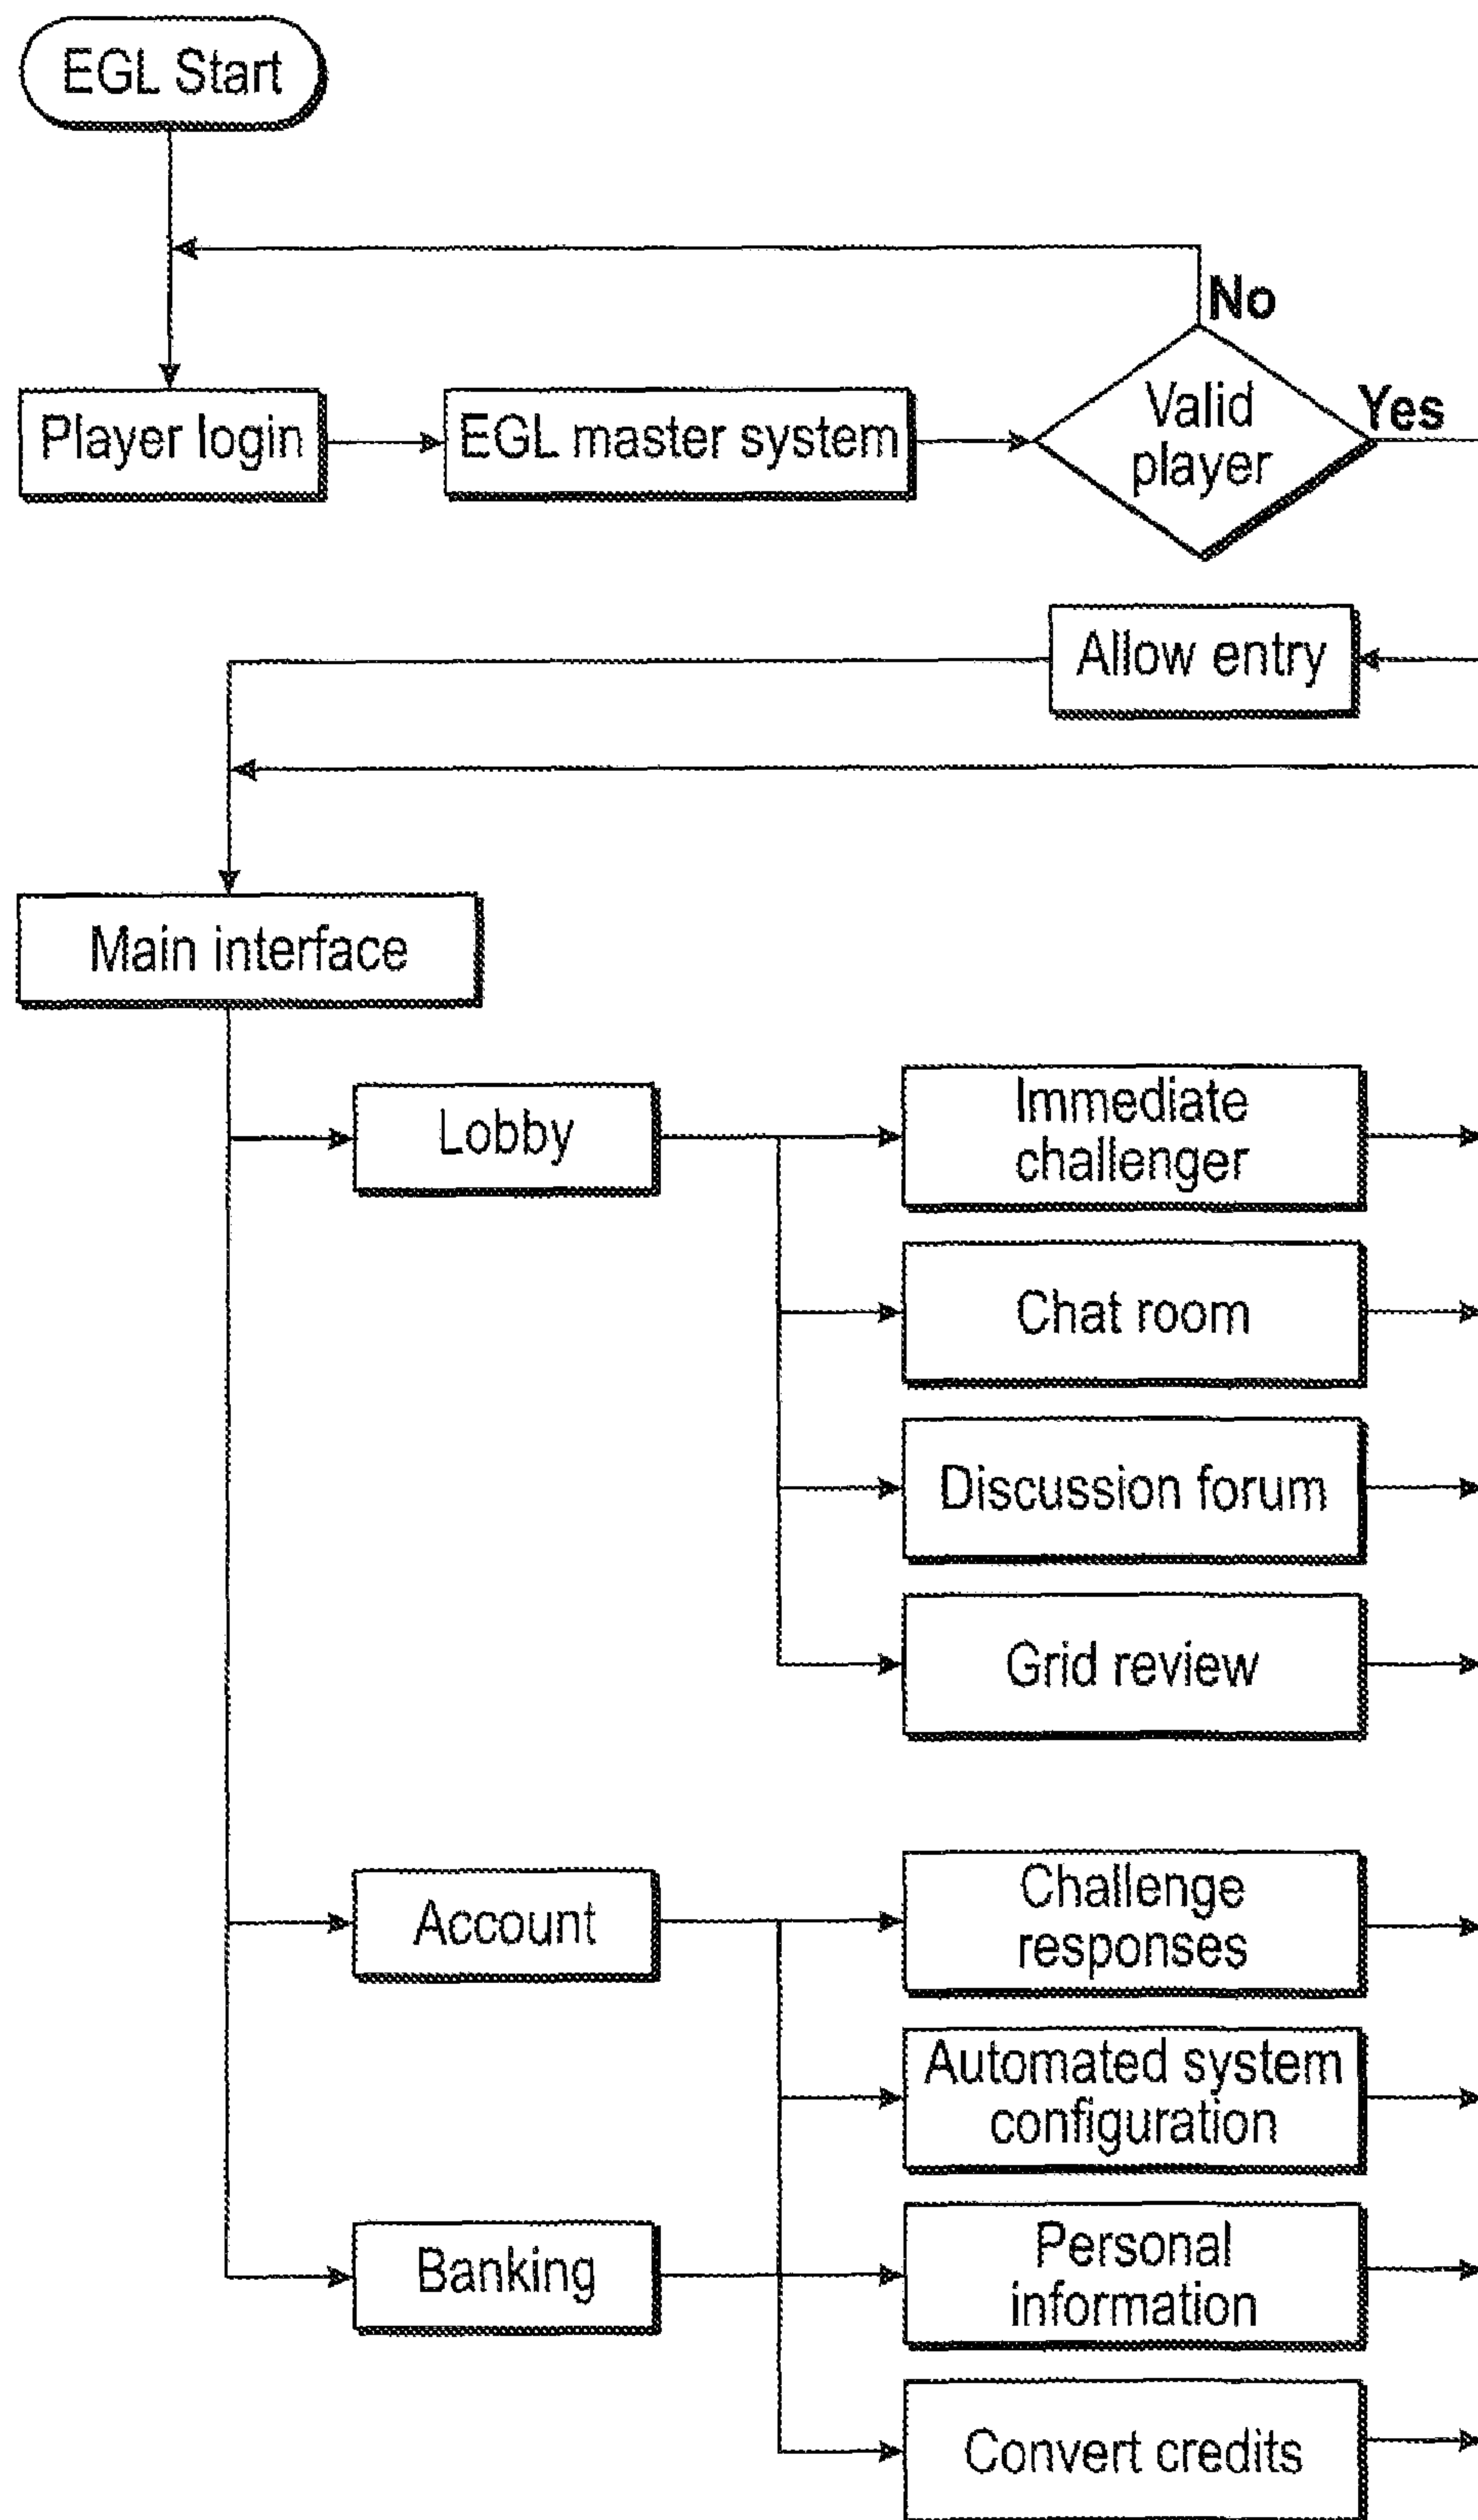 EGL Start
No
Player login
EGL master system
Valid
player
Yes
Allow entry
Main interface
Lobby
Immediate
challenger
Chat room
Discussion forum
Grid review
Account
Challenge
responses
Automated system
configuration
Banking
Personal
information
Convert credits